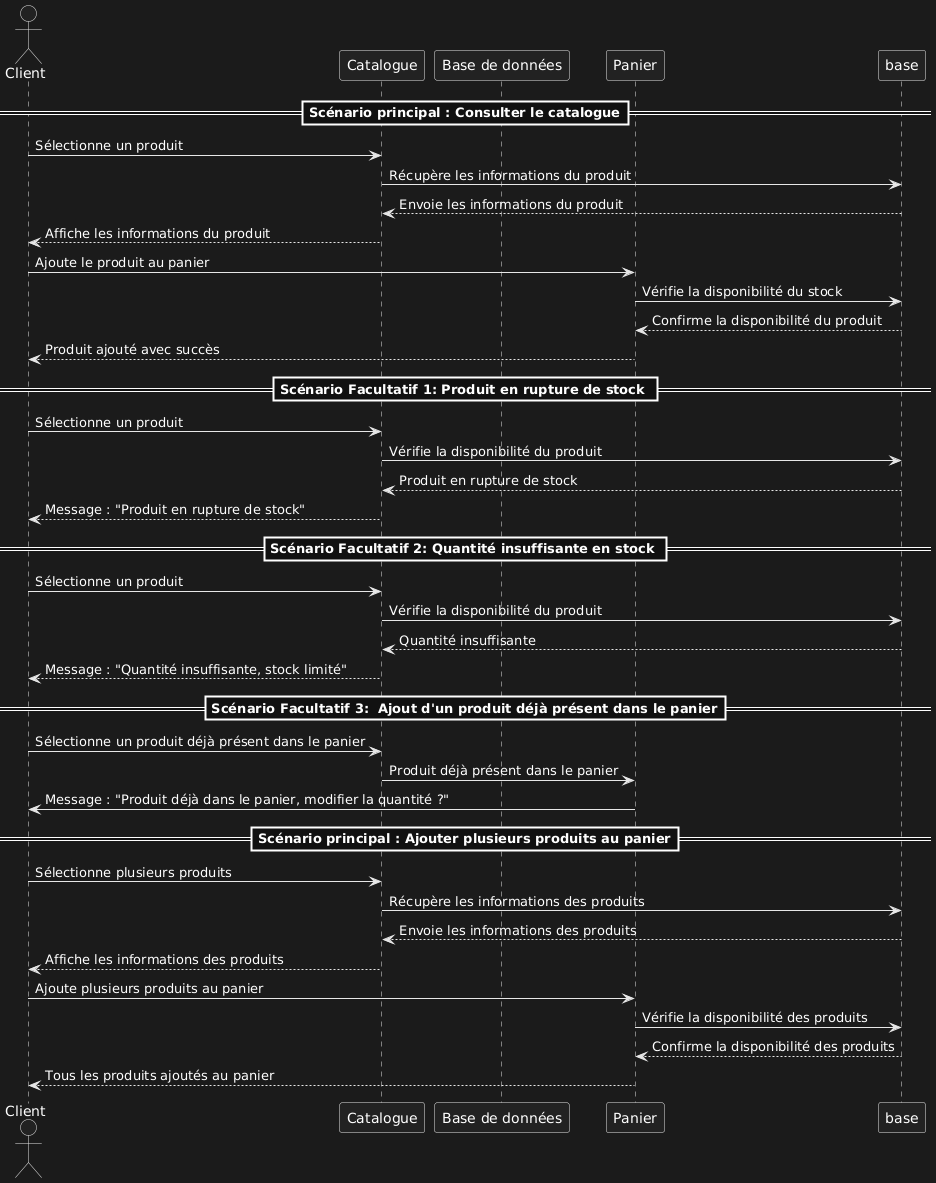 Client
Catalogue
Base de données
Panier
base
Scénario principal : Consulter le catalogue
Sélectionne un produit
Récupère les informations du produit
Envoie les informations du produit
Affiche les informations du produit
Ajoute le produit au panier
Vérifie la disponibilité du stock
Confirme la disponibilité du produit
Produit ajouté avec succès
Scénario Facultatif 1: Produit en rupture de stock
Sélectionne un produit
Vérifie la disponibilité du produit
Produit en rupture de stock
Message : "Produit en rupture de stock"
Scénario Facultatif 2: Quantité insuffisante en stock
Sélectionne un produit
Vérifie la disponibilité du produit
Quantité insuffisante
Message : "Quantité insuffisante, stock limité"
Scénario Facultatif 3:  Ajout d'un produit déjà présent dans le panier
Sélectionne un produit déjà présent dans le panier
Produit déjà présent dans le panier
Message : "Produit déjà dans le panier, modifier la quantité ?"
Scénario principal : Ajouter plusieurs produits au panier
Sélectionne plusieurs produits
Récupère les informations des produits
Envoie les informations des produits
Affiche les informations des produits
Ajoute plusieurs produits au panier
Vérifie la disponibilité des produits
Confirme la disponibilité des produits
Tous les produits ajoutés au panier
Client
Catalogue
Base de données
Panier
base